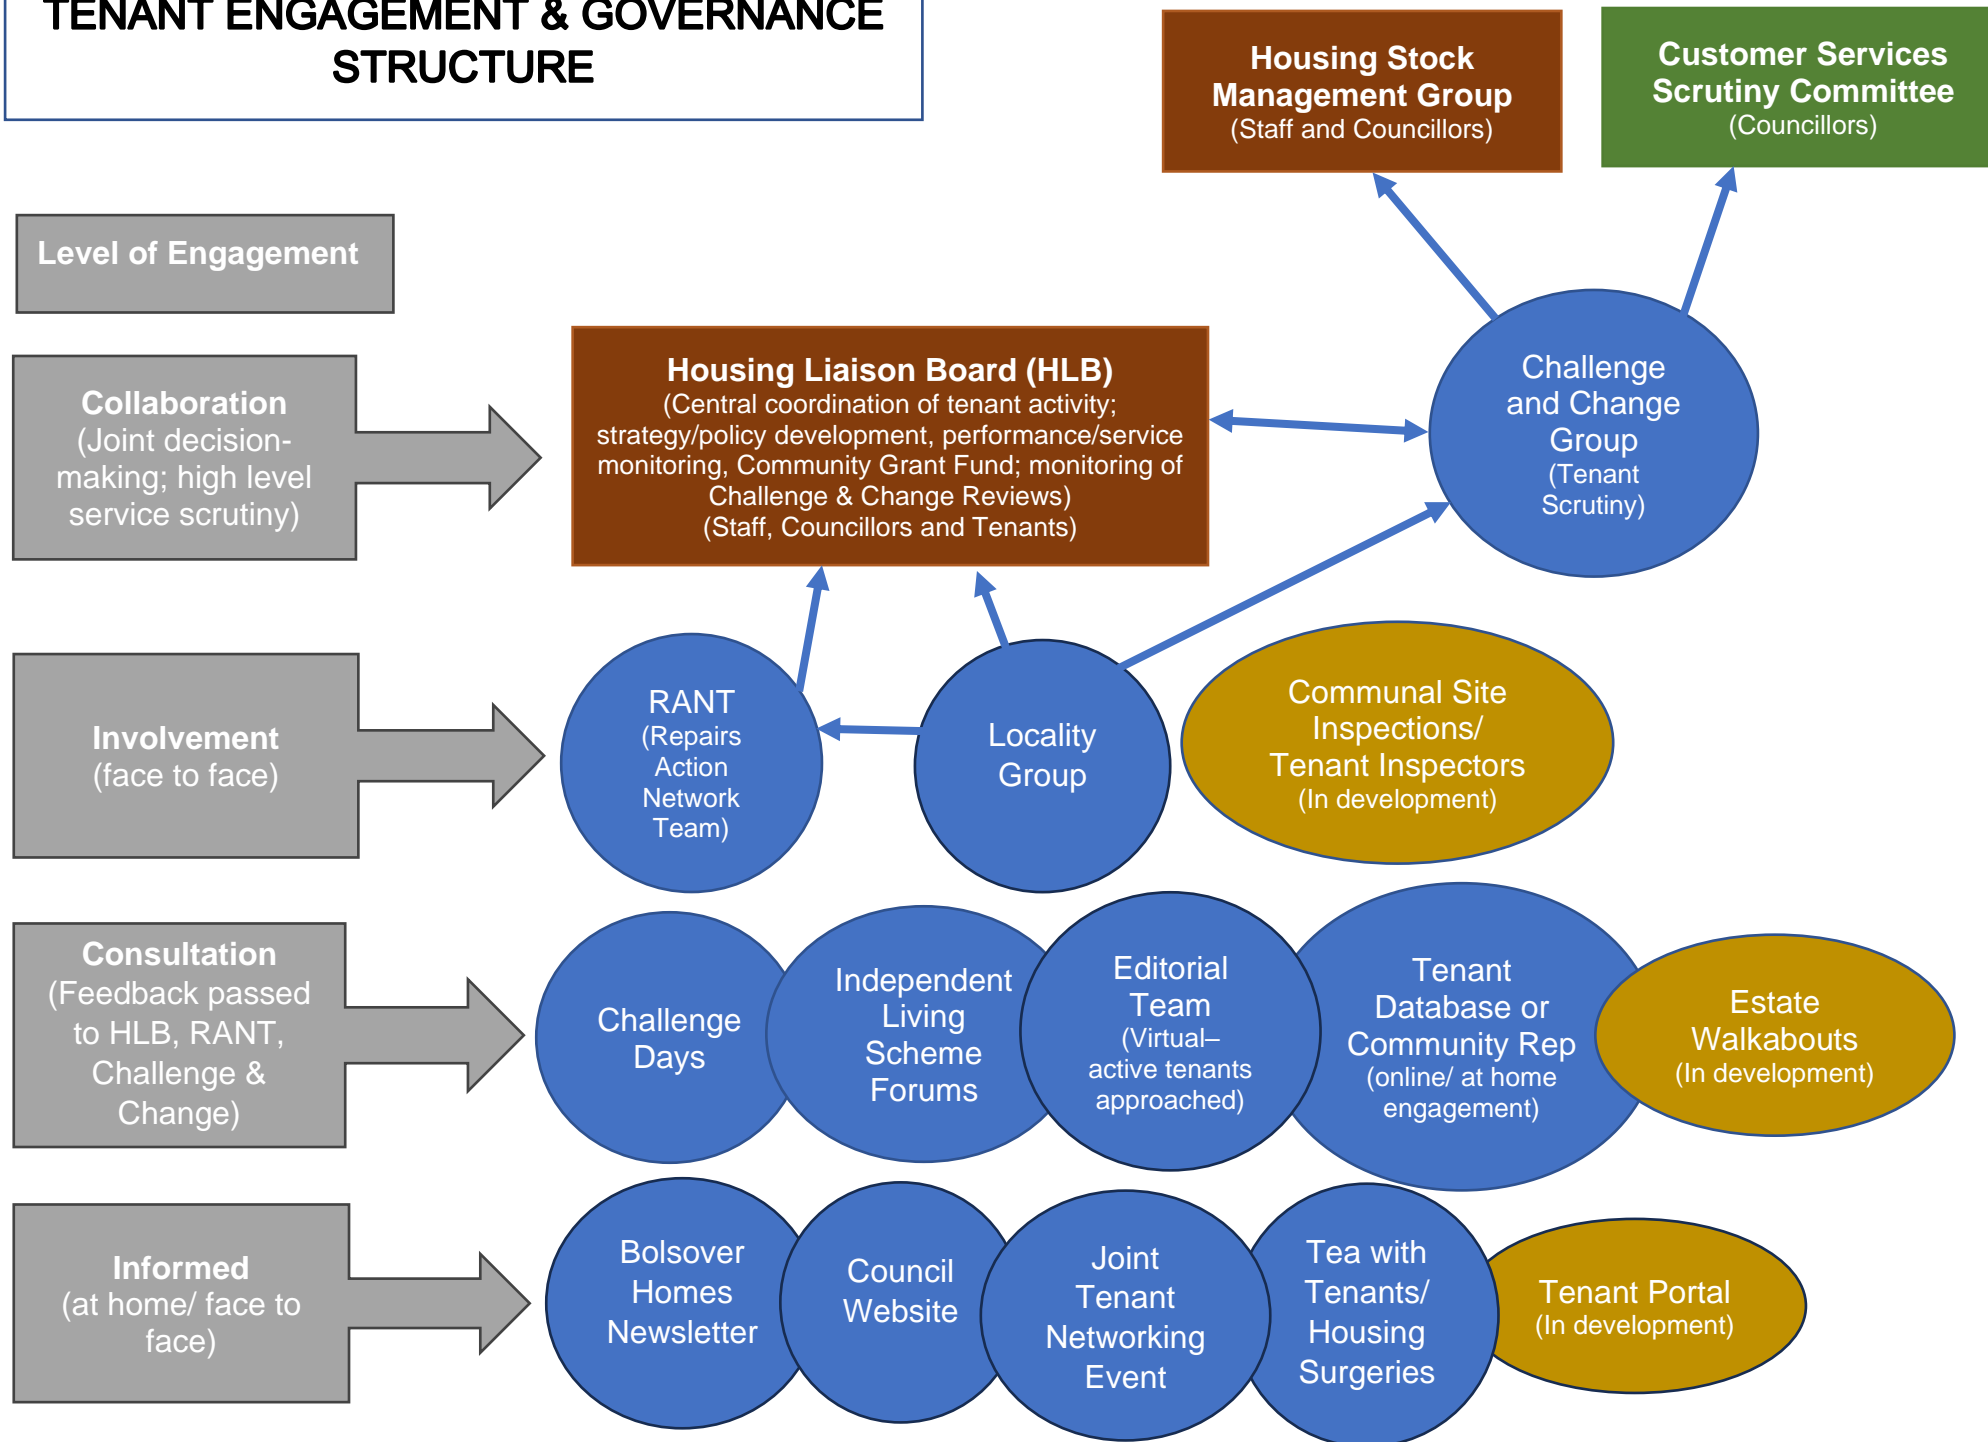 TENANT ENGAGEMENT & GOVERNANCE
STRUCTURE
Housing Stock
Management Group
(Staff and Councillors)
Customer Services
Scrutiny Committee
(Councillors)
Level of Engagement
Collaboration
(Joint decision-
making; high level
service scrutiny)
Housing Liaison Board (HLB)
(Central coordination of tenant activity;
strategy/policy development, performance/service
monitoring, Community Grant Fund; monitoring of
Challenge & Change Reviews)
(Staff, Councillors and Tenants)
Challenge
and Change
Group
(Tenant
Scrutiny)
Involvement
(face to face)
RANT
(Repairs
Action
Network
Team)
Locality
Group
Communal Site
Inspections/
Tenant Inspectors
(In development)
Consultation
(Feedback passed
to HLB, RANT,
Challenge &
Change)
Challenge
Days
Independent
Living
Scheme
Forums
Editorial
Team
(Virtual–
active tenants
approached)
Tenant
Database or
Community Rep
(online/ at home
engagement)
Estate
Walkabouts
(In development)
Informed
(at home/ face to
face)
Bolsover
Homes
Newsletter
Council
Website
Joint
Tenant
Networking
Event
Tea with
Tenants/
Housing
Surgeries
Tenant Portal
(In development)